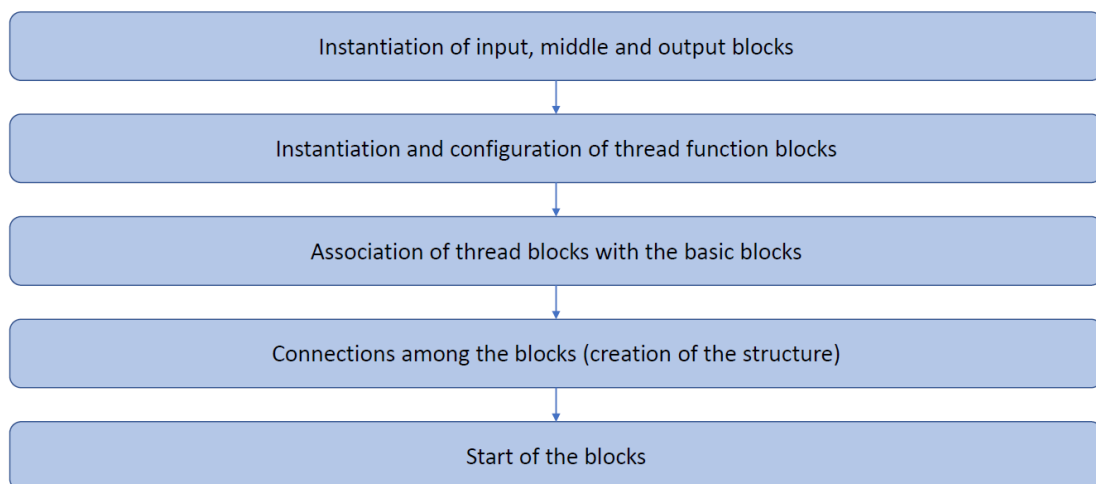 Instantiation of input, middle and output blocks
Instantiation and configuration of thread function blocks
Association of thread blocks with the basic blocks
Connections among the blocks (creation of the structure)
Start of the blocks